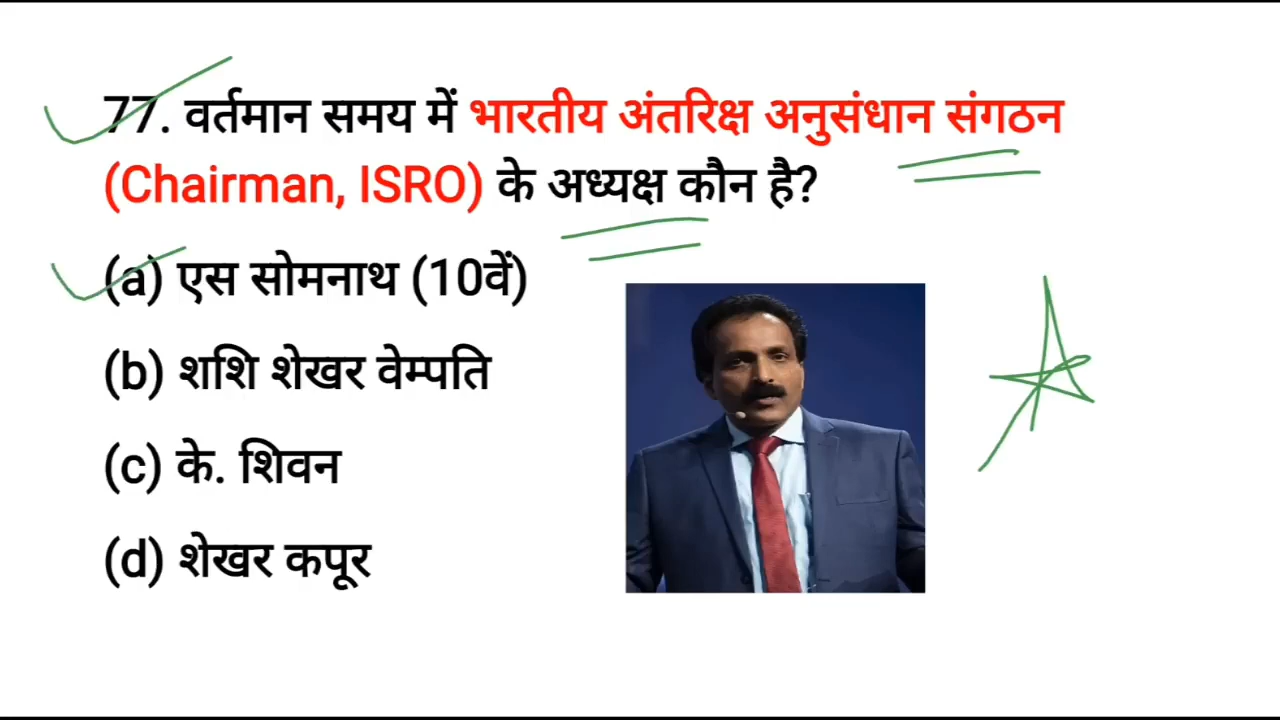 77. वर्तमान समय में भारतीय अंतरिक्ष अनुसंधान संगठन
(Chairman, ISRO) के अध्यक्ष कौन है?
(a) एस सोमनाथ (10वें)
(b) शशि शेखर वेम्पति
(c) के. शिवन
(d) शेखर कपूर